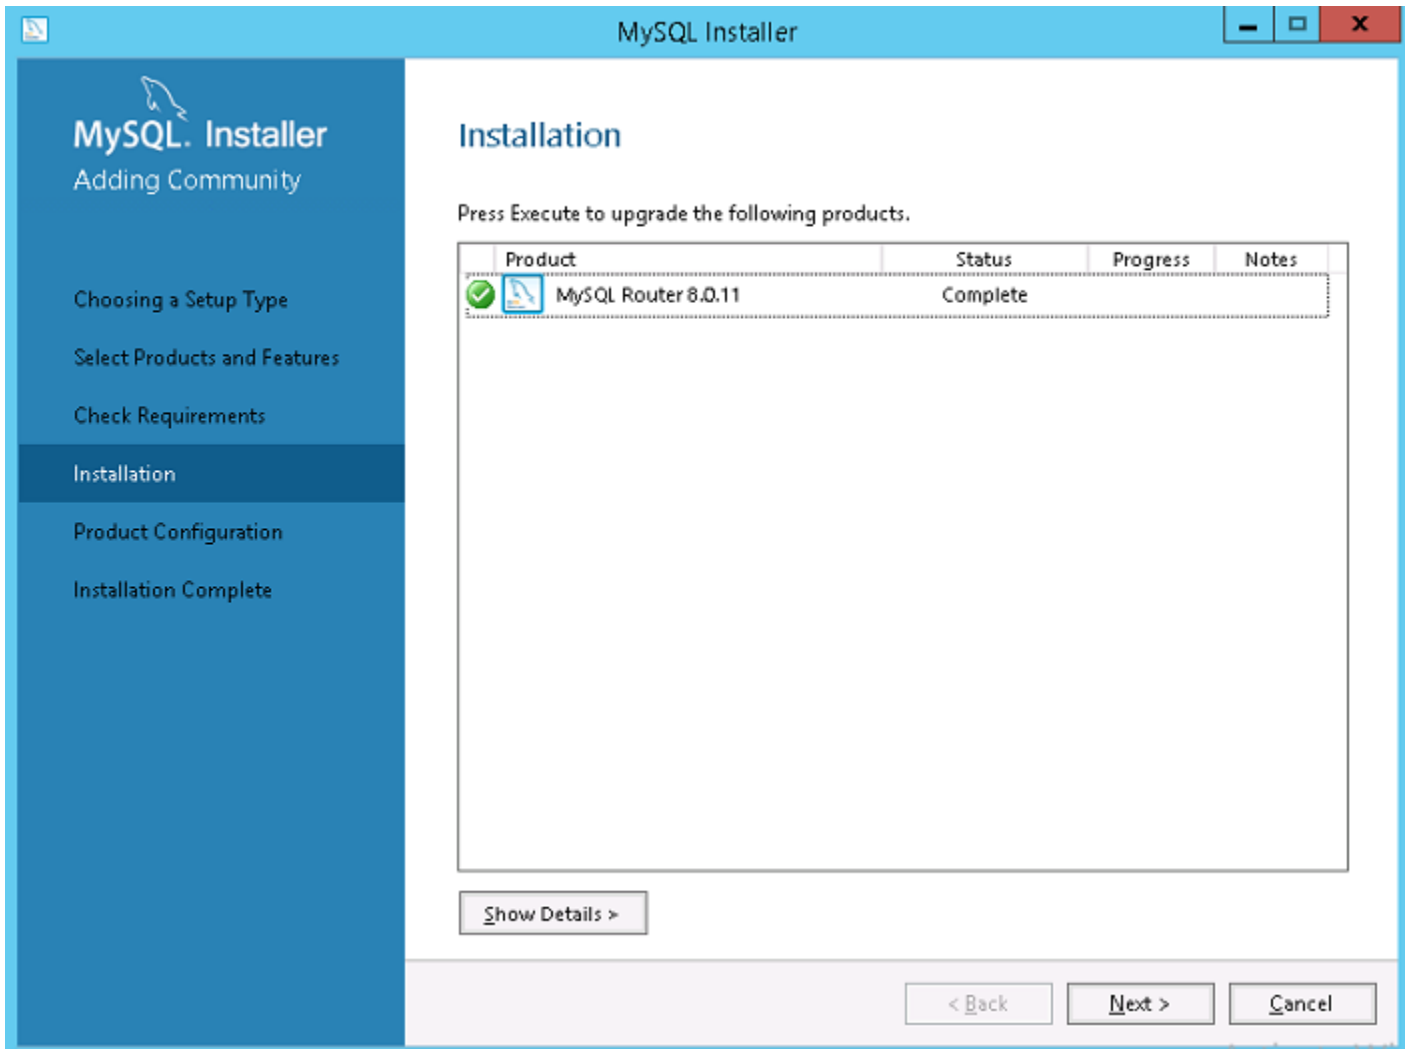 MySQL Installer
MySQL. Installer
Adding Community
Choosing a Setup Type
Select Products and Features
Check Requirements
Installation
Product Configuration
Installation Complete
Installation
Press Execute to upgrade the following products.
Product Status Progress Notes
MySQL Router 8.0.11 Complete
Show Details >
< Back Next > Cancel